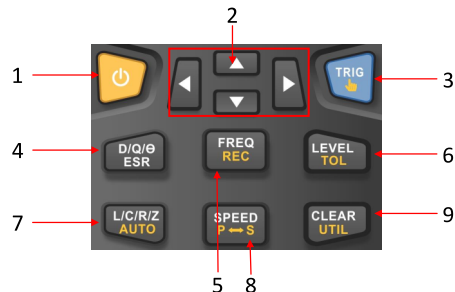 2
1
TRIG
3
4
D/Q/Θ
ESR
FREQ
REC
LEVEL
TOL
6
7
L/C/R/Z
AUTO
SPEED
P ↔ S
CLEAR
UTIL
9
5
8